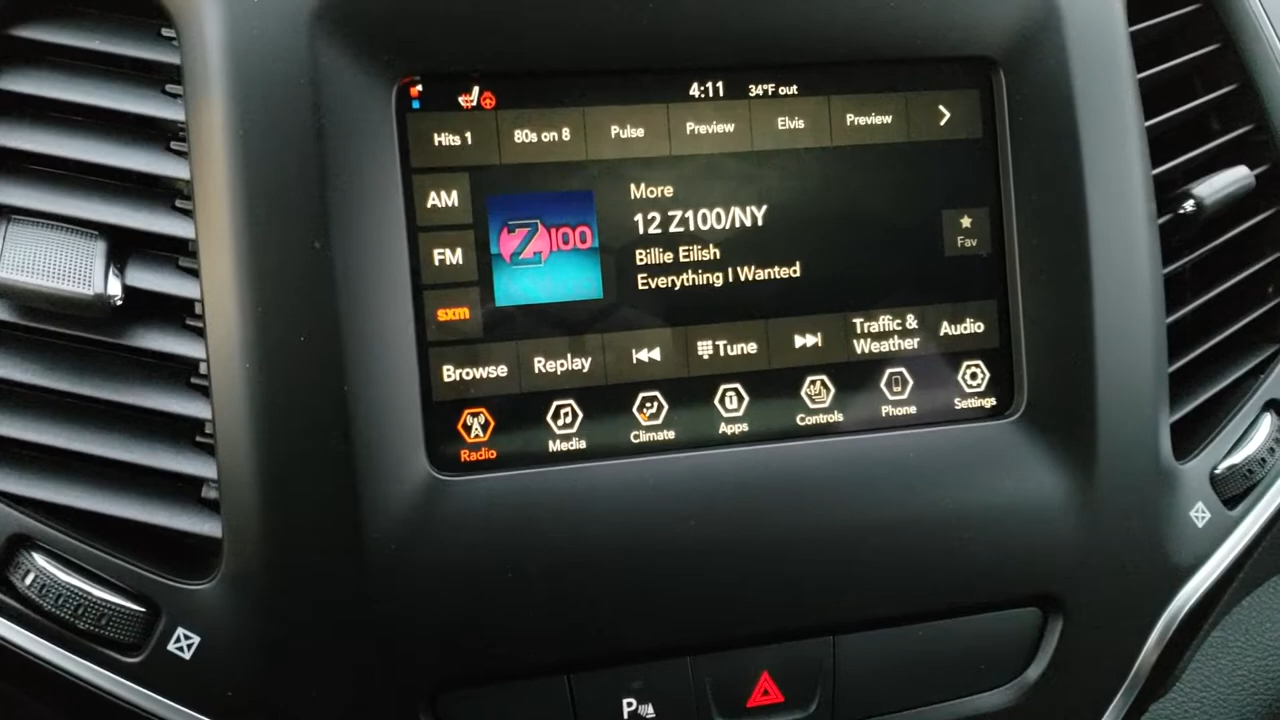 4:11 34°F out
Hits 1 80s on 8 Pulse Preview Elvis Preview
AM
FM
sxm
Z100
More
12 Z100/NY
Billie Eilish
Everything I Wanted
Fav
Browse Replay Tune Traffic & Weather Audio
Radio Media Climate Apps Controls Phone Settings
P